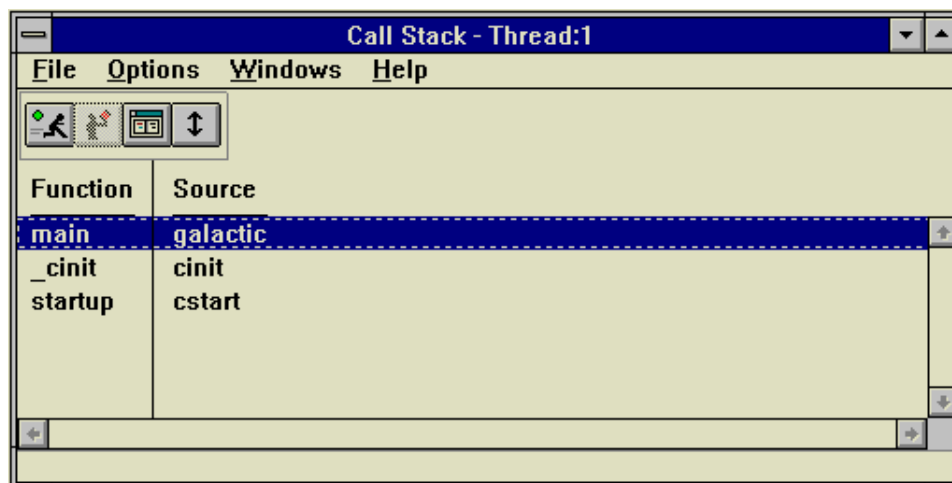 Call Stack - Thread:1
File Options Windows Help
Function Source
main galactic
_cinit cinit
startup cstart